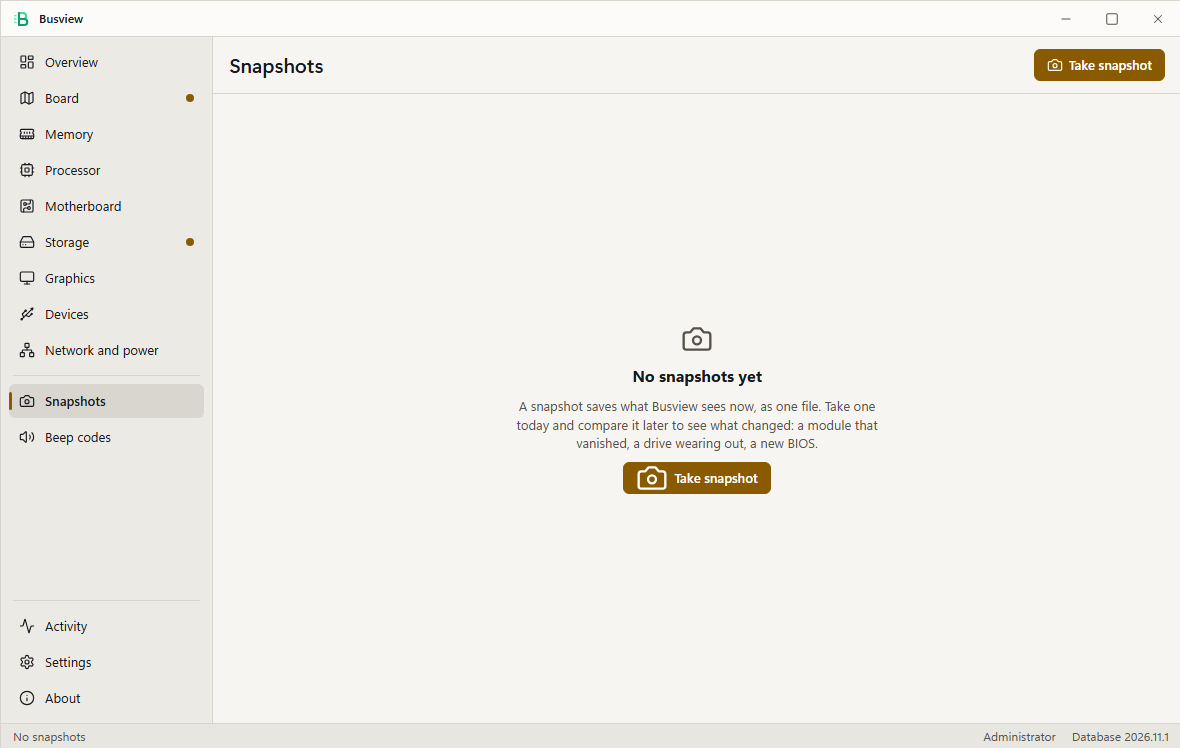 Busview
Overview
Board
Memory
Processor
Motherboard
Storage
Graphics
Devices
Network and power
Snapshots
Beep codes
Activity
Settings
About
Snapshots
Take snapshot
No snapshots yet
A snapshot saves what Busview sees now, as one file. Take one
today and compare it later to see what changed: a module that
vanished, a drive wearing out, a new BIOS.
Take snapshot
No snapshots
Administrator
Database 2026.11.1